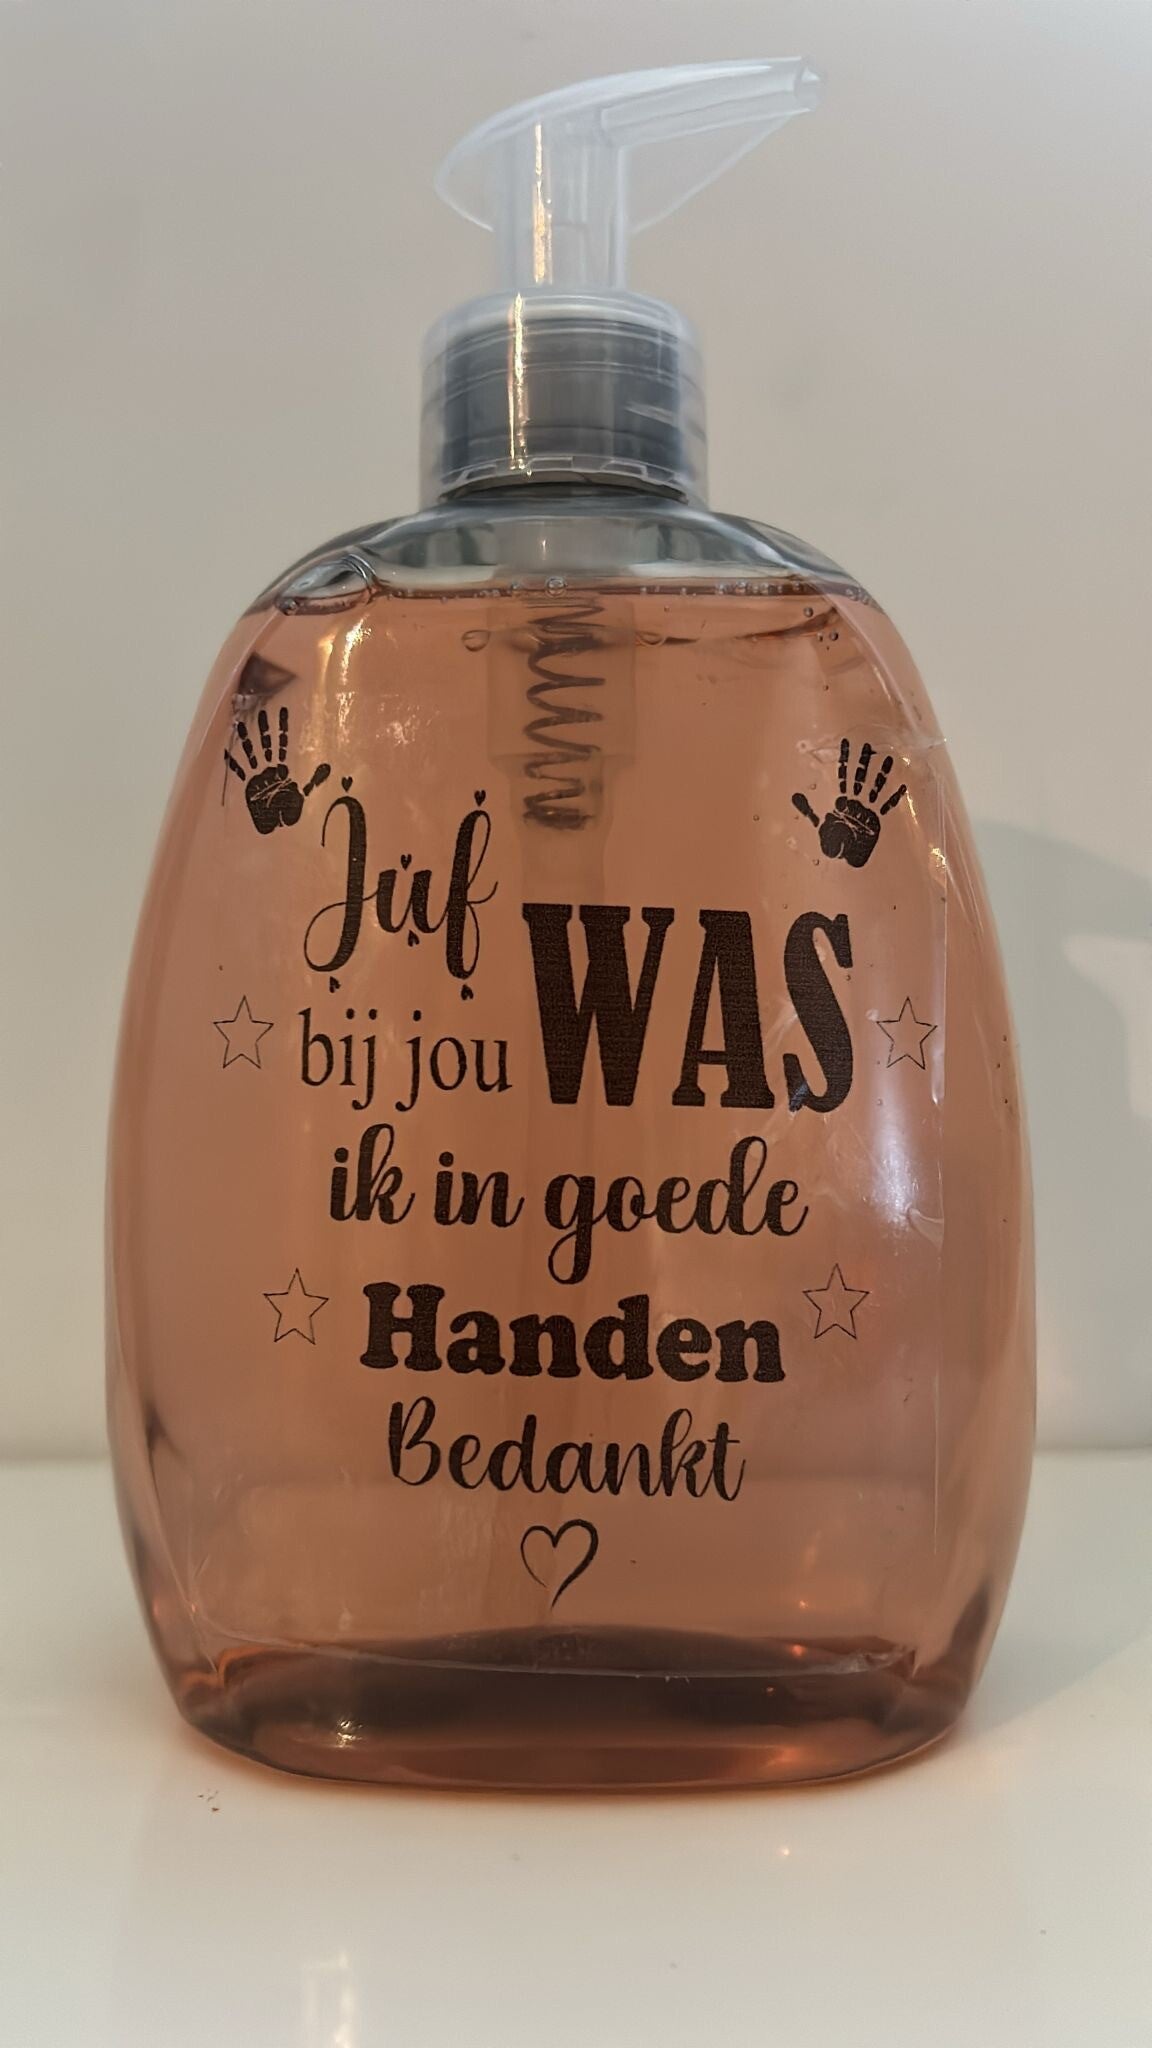 Juf
bij jou WAS
ik in goede
Handen
Bedankt